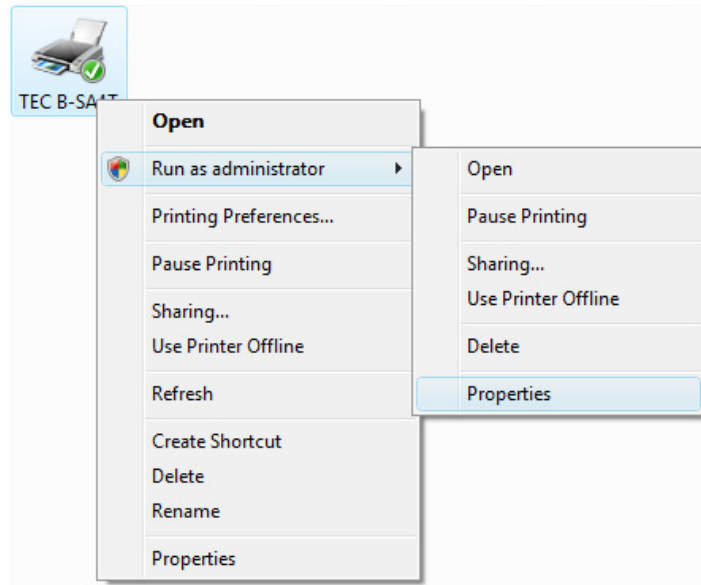 TEC B-SA4T
Open
Run as administrator
Printing Preferences...
Pause Printing
Sharing...
Use Printer Offline
Refresh
Create Shortcut
Delete
Rename
Properties
Open
Pause Printing
Sharing...
Use Printer Offline
Delete
Properties